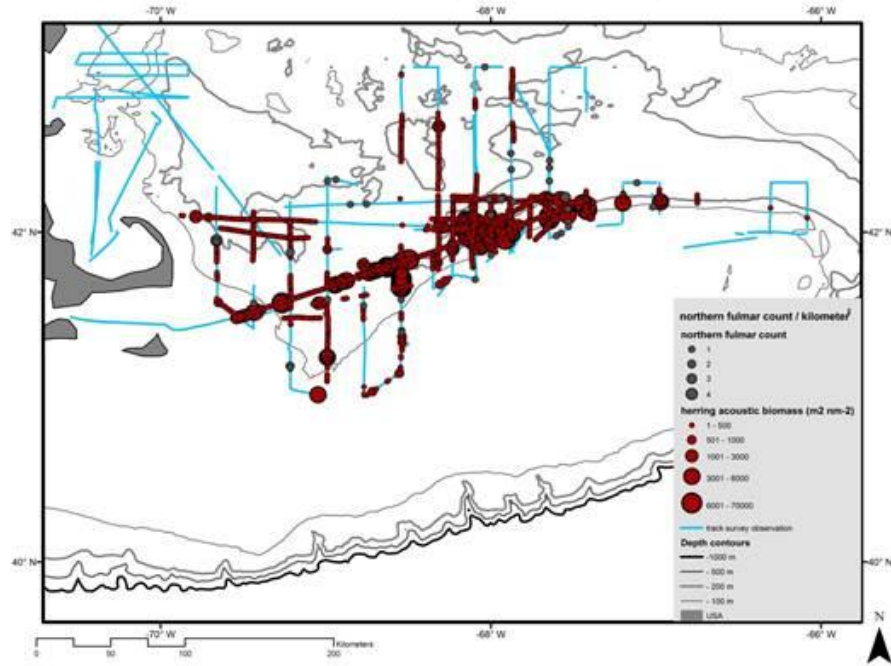 -70° W
-68° W
-66° W
42° N
42° N
northern fulmar count / kilometer²
northern fulmar count
1
2
3
4
herring acoustic biomass (m2 nm-2)
1 - 500
501 - 1000
1001 - 3000
3001 - 6000
6001 - 70000
track survey observation
Depth contours
-1000 m
- 500 m
- 200 m
- 100 m
USA
40° N
40° N
-70° W
-68° W
-66° W
N
Kilometers
0
50
100
200